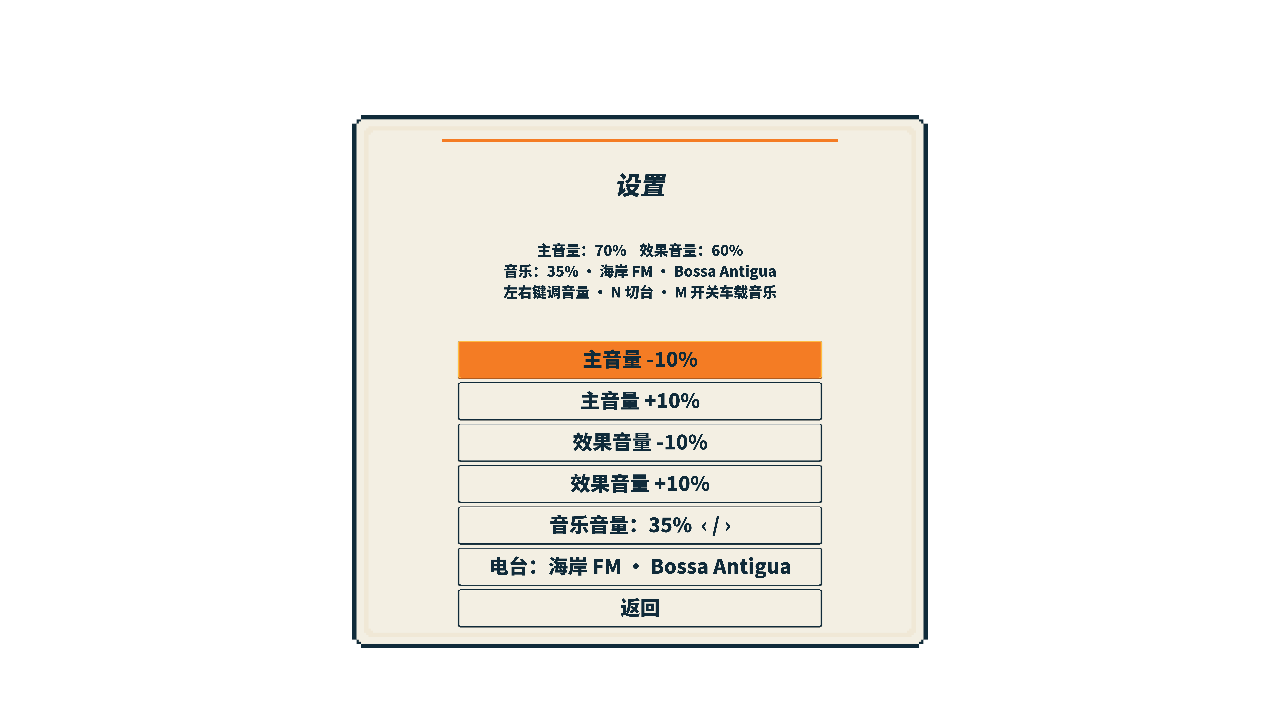 设置
主音量：70% 效果音量：60%
音乐：35% · 海岸 FM · Bossa Antigua
左右键调音量 · N 切台 · M 开关车载音乐
主音量 -10%
主音量 +10%
效果音量 -10%
效果音量 +10%
音乐音量：35% ‹ / ›
电台：海岸 FM · Bossa Antigua
返回